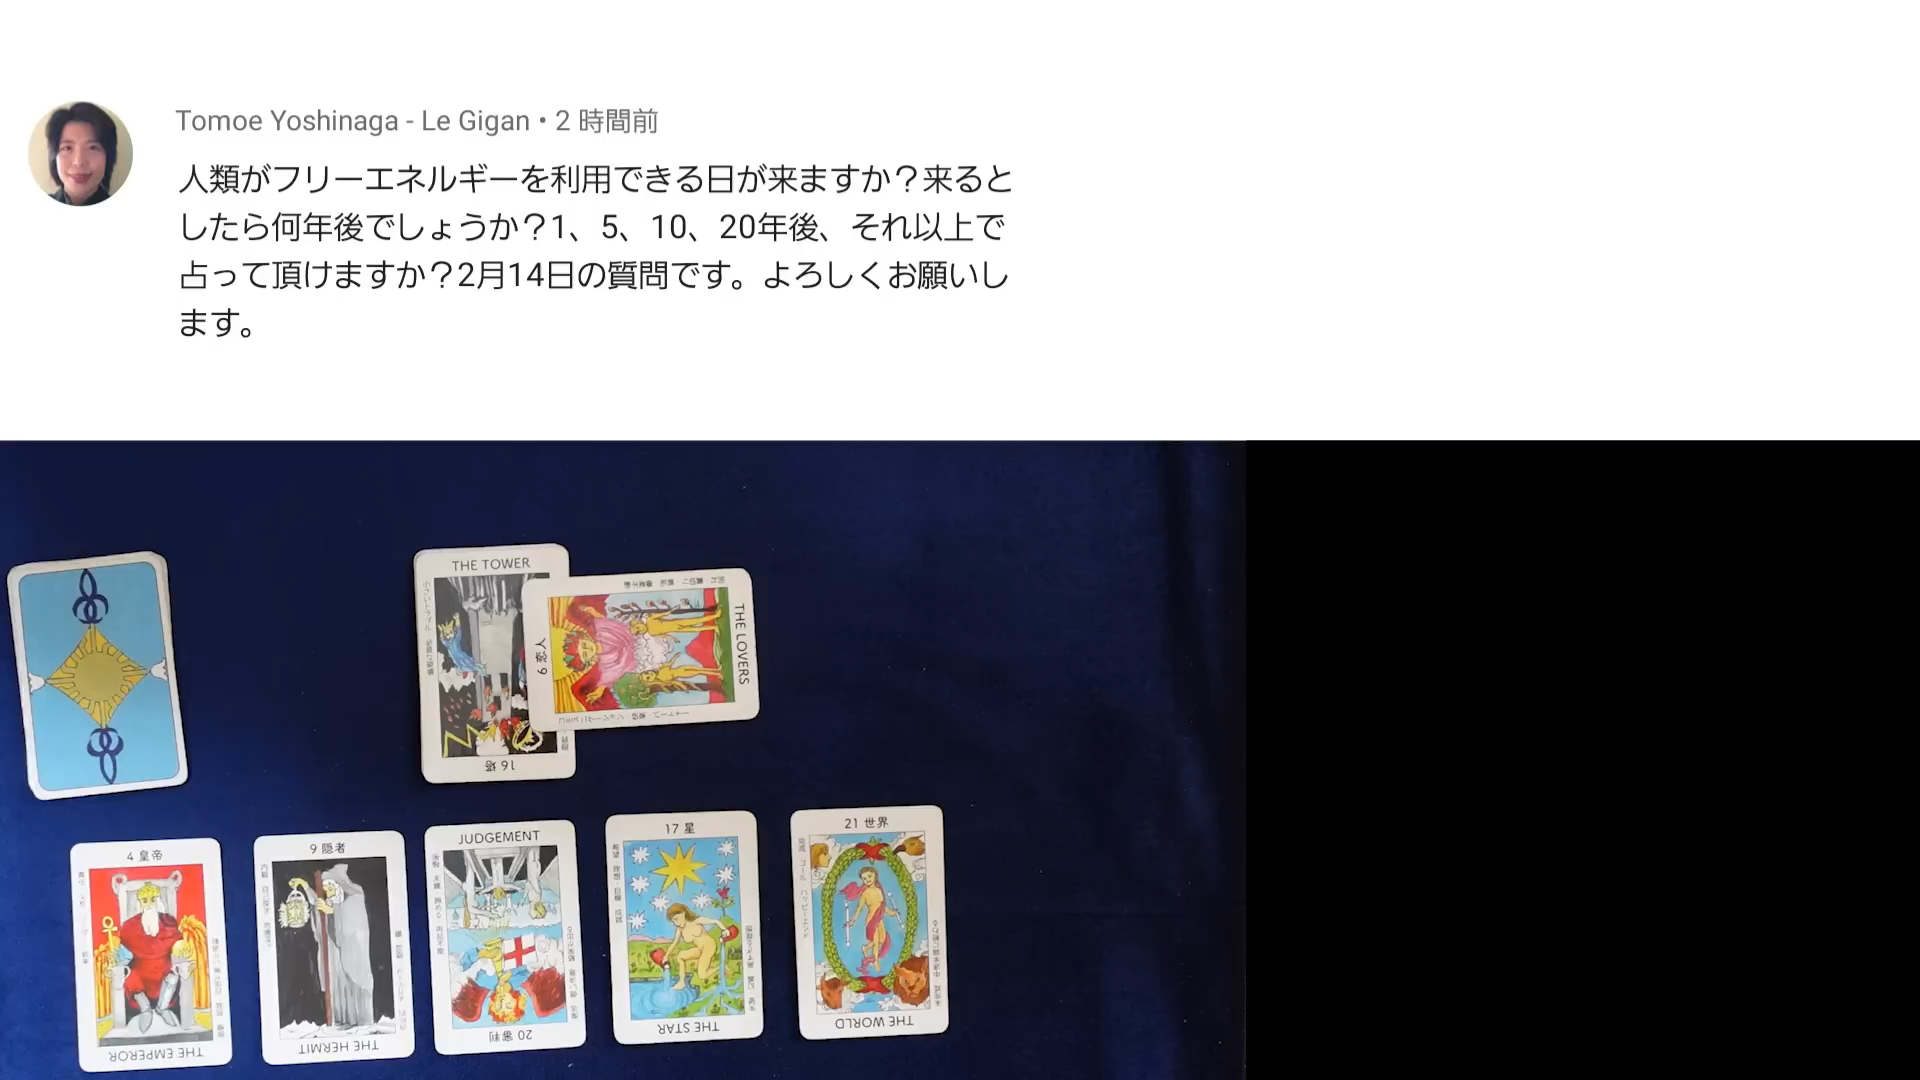 Tomoe Yoshinaga - Le Gigan • 2 時間前
人類がフリーエネルギーを利用できる日が来ますか？来ると
したら何年後でしょうか？1、5、10、20年後、それ以上で
占って頂けますか？2月14日の質問です。よろしくお願いし
ます。
THE TOWER
16 塔
6 恋人
THE LOVERS
4 皇帝
THE EMPEROR
9 隠者
THE HERMIT
JUDGEMENT
20 審判
17 星
THE STAR
21 世界
THE WORLD